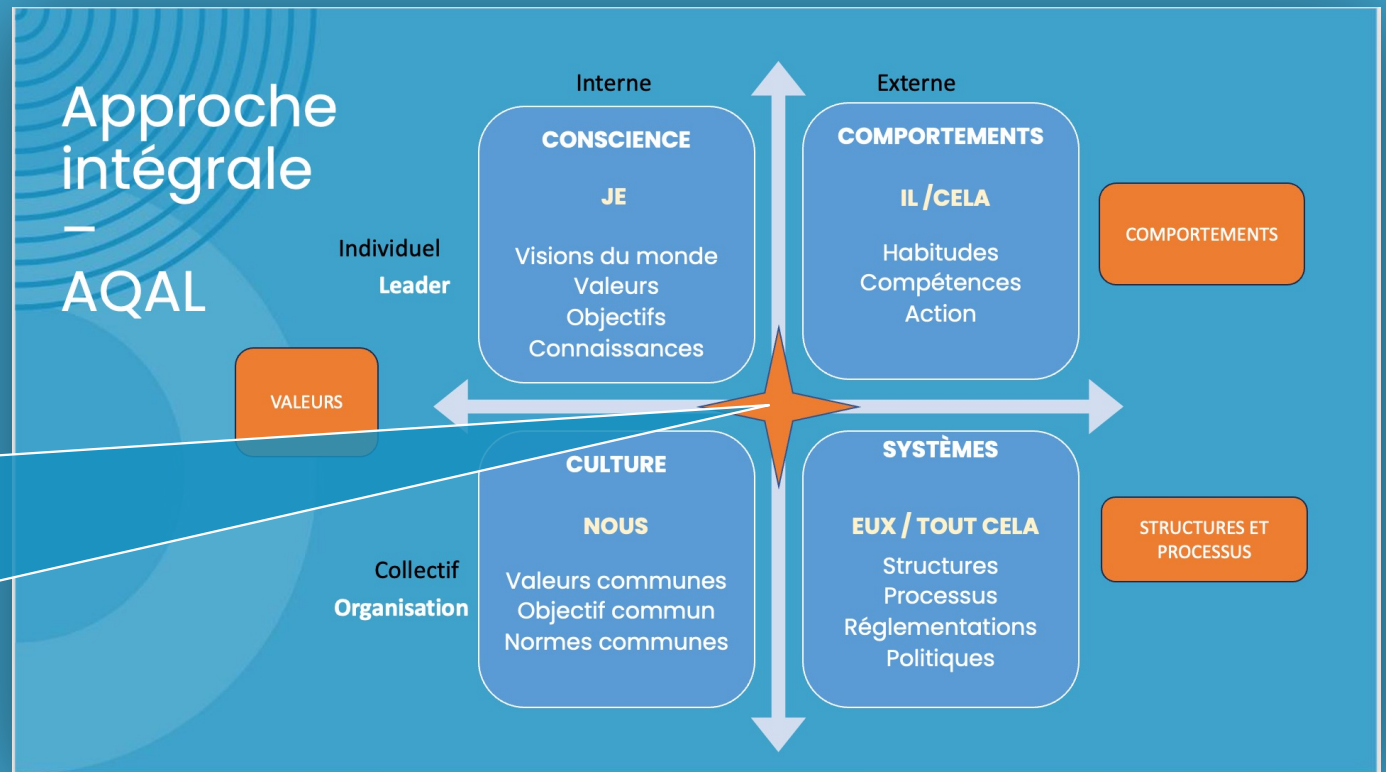 Approche
intégrale
–
AQAL
Interne
Externe
Individuel
Leader
CONSCIENCE
JE
Visions du monde
Valeurs
Objectifs
Connaissances
COMPORTEMENTS
IL /CELA
Habitudes
Compétences
Action
COMPORTEMENTS
VALEURS
Collectif
Organisation
CULTURE
NOUS
Valeurs communes
Objectif commun
Normes communes
SYSTÈMES
EUX / TOUT CELA
Structures
Processus
Réglementations
Politiques
STRUCTURES ET
PROCESSUS